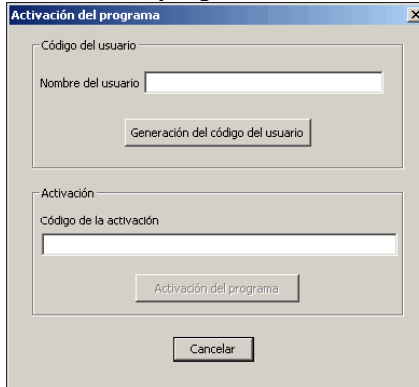 Activación del programa
Código del usuario
Nombre del usuario
Generación del código del usuario
Activación
Código de la activación
Activación del programa
Cancelar